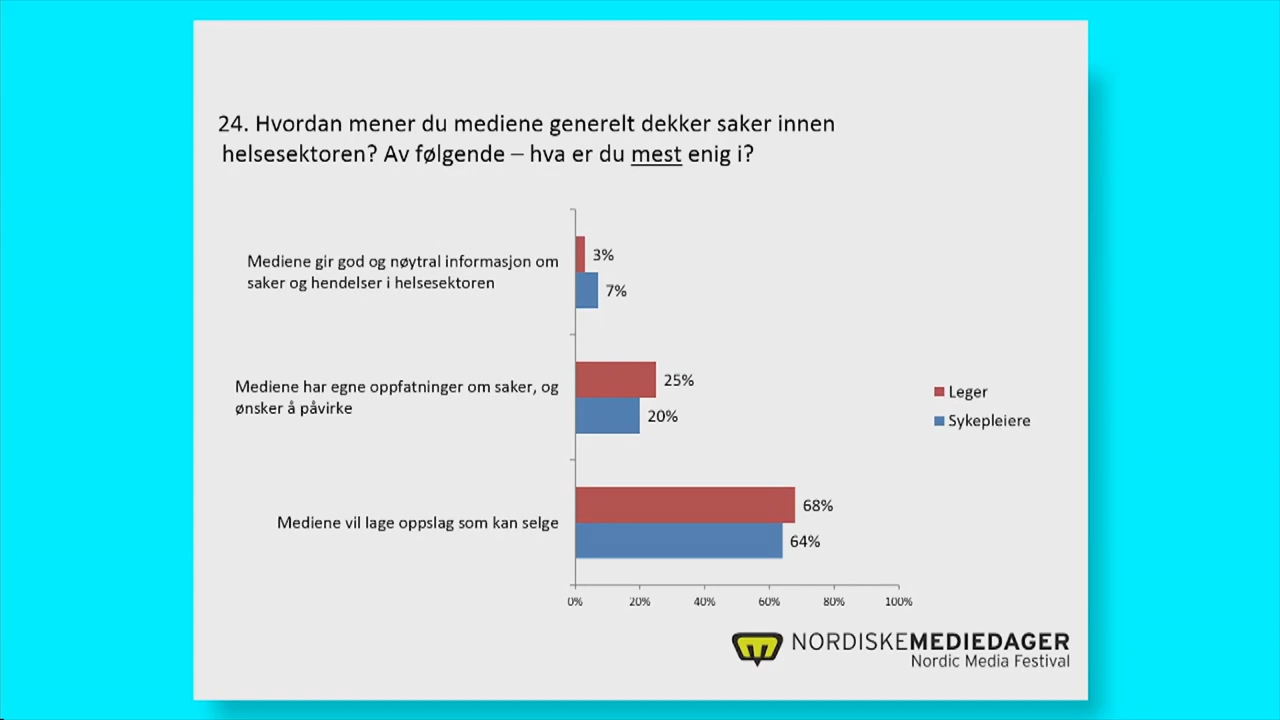 24. Hvordan mener du mediene generelt dekker saker innen
helsesektoren? Av følgende – hva er du mest enig i?
Mediene gir god og nøytral informasjon om
saker og hendelser i helsesektoren
3%
7%
Mediene har egne oppfatninger om saker, og
ønsker å påvirke
25%
20%
Mediene vil lage oppslag som kan selge
68%
64%
0% 20% 40% 60% 80% 100%
Leger
Sykepleiere
NORDISKEMEDIEDAGER
Nordic Media Festival